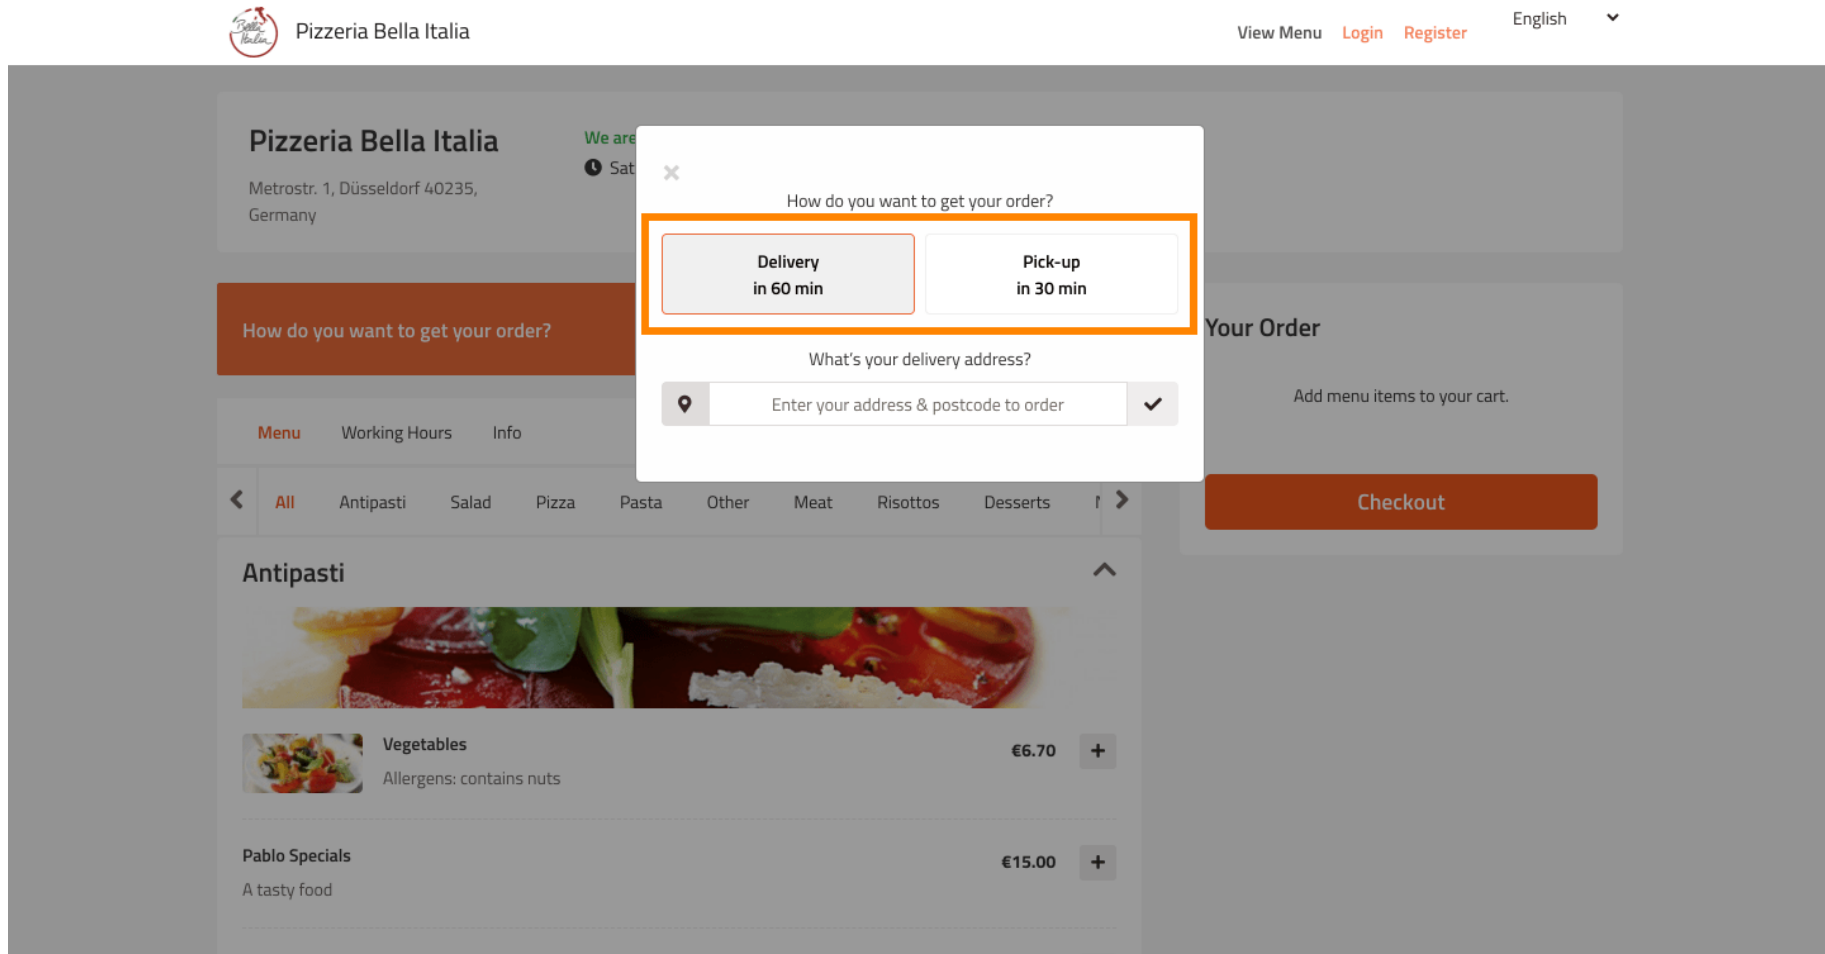 Bella
Italia
Pizzeria Bella Italia
View Menu
Login
Register
English
Pizzeria Bella Italia
Metrostr. 1, Düsseldorf 40235,
Germany
We are
Sat
How do you want to get your order?
Delivery
in 60 min
Pick-up
in 30 min
What's your delivery address?
Enter your address & postcode to order
How do you want to get your order?
Your Order
Add menu items to your cart.
Checkout
Menu
Working Hours
Info
All
Antipasti
Salad
Pizza
Pasta
Other
Meat
Risottos
Desserts
Antipasti
Vegetables
€6.70
Allergens: contains nuts
Pablo Specials
€15.00
A tasty food